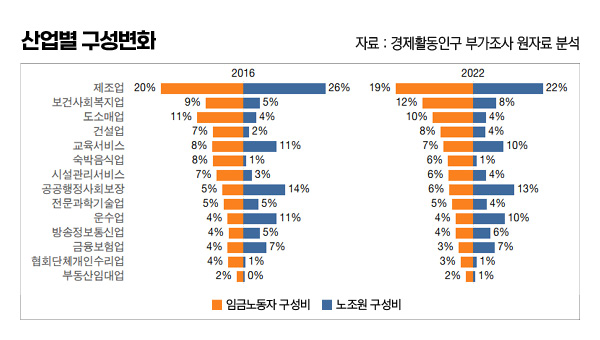 산업별 구성변화
자료 : 경제활동인구 부가조사 원자료 분석
2016 2022
제조업 20% 26% 19% 22%
보건사회복지업 9% 5% 12% 8%
도소매업 11% 4% 10% 4%
건설업 7% 2% 8% 4%
교육서비스 8% 11% 7% 10%
숙박음식업 8% 1% 6% 1%
시설관리서비스 7% 3% 6% 4%
공공행정사회보장 5% 14% 6% 13%
전문과학기술업 5% 5% 5% 4%
운수업 4% 11% 4% 10%
방송정보통신업 4% 5% 4% 6%
금융보험업 4% 7% 3% 7%
협회단체개인수리업 4% 1% 3% 1%
부동산임대업 2% 0% 2% 1%
임금노동자 구성비 노조원 구성비